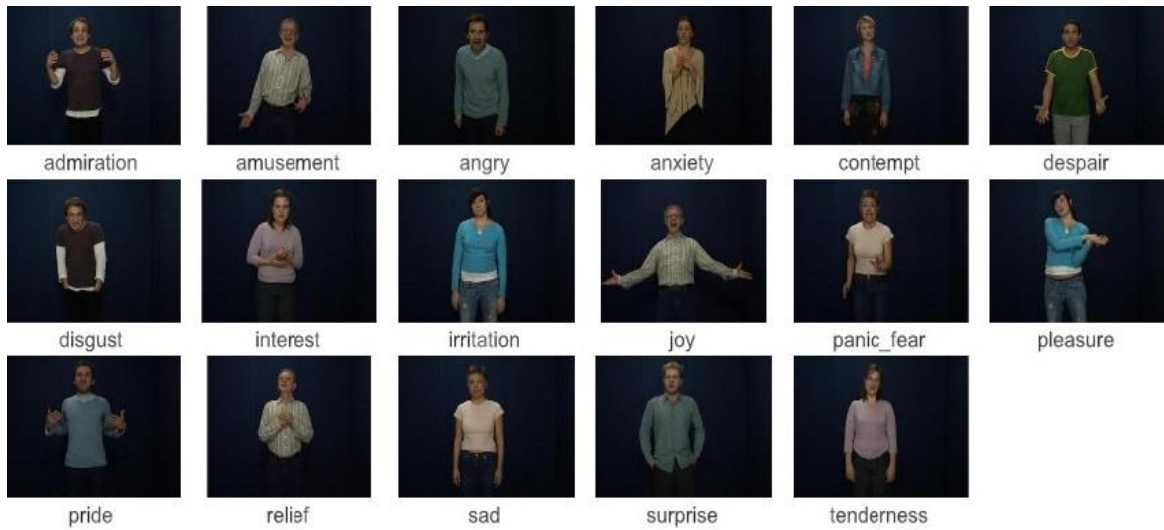 admiration amusement angry anxiety contempt despair
disgust interest irritation joy panic_fear pleasure
pride relief sad surprise tenderness